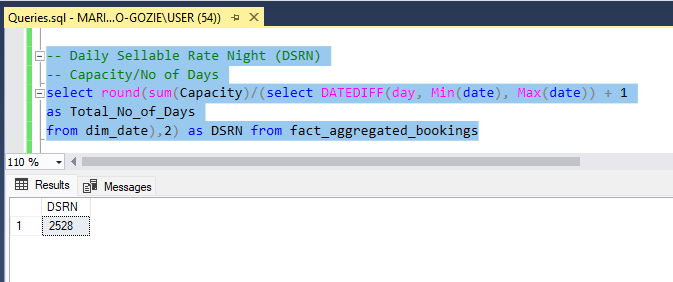 Queries.sql - MARI...O-GOZIE\USER (54))
-- Daily Sellable Rate Night (DSRN)
-- Capacity/No of Days
select round(sum(Capacity)/(select DATEDIFF(day, Min(date), Max(date)) + 1
as Total_No_of_Days
from dim_date),2) as DSRN from fact_aggregated_bookings
110 %
Results Messages
DSRN
1 2528